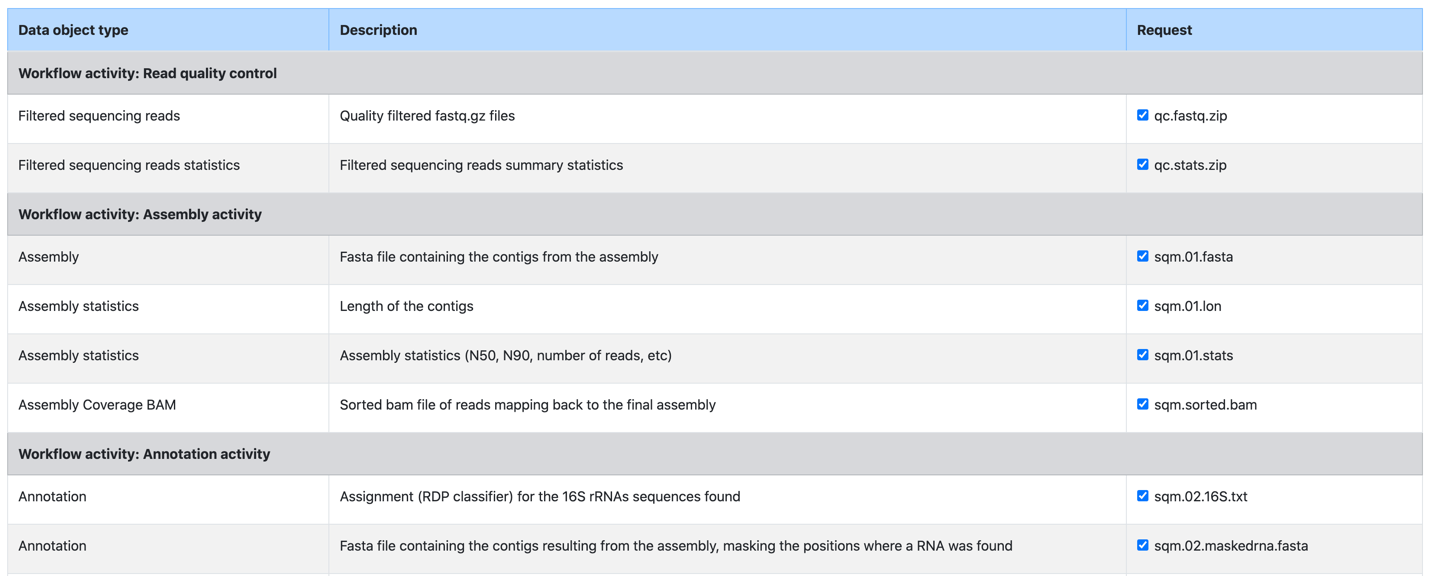 Data object type Description Request
Workflow activity: Read quality control
Filtered sequencing reads Quality filtered fastq.gz files qc.fastq.zip
Filtered sequencing reads statistics Filtered sequencing reads summary statistics qc.stats.zip
Workflow activity: Assembly activity
Assembly Fasta file containing the contigs from the assembly sqm.01.fasta
Assembly statistics Length of the contigs sqm.01.lon
Assembly statistics Assembly statistics (N50, N90, number of reads, etc) sqm.01.stats
Assembly Coverage BAM Sorted bam file of reads mapping back to the final assembly sqm.sorted.bam
Workflow activity: Annotation activity
Annotation Assignment (RDP classifier) for the 16S rRNAs sequences found sqm.02.16S.txt
Annotation Fasta file containing the contigs resulting from the assembly, masking the positions where a RNA was found sqm.02.maskedrna.fasta